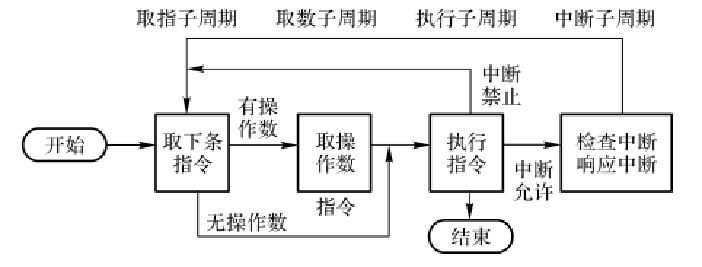 取指子周期 取数子周期 执行子周期 中断子周期
中断
禁止
有操
作数
开始
取下条
指令
取操
作数
指令
执行
指令
中断
允许
检查中断
响应中断
无操作数
结束